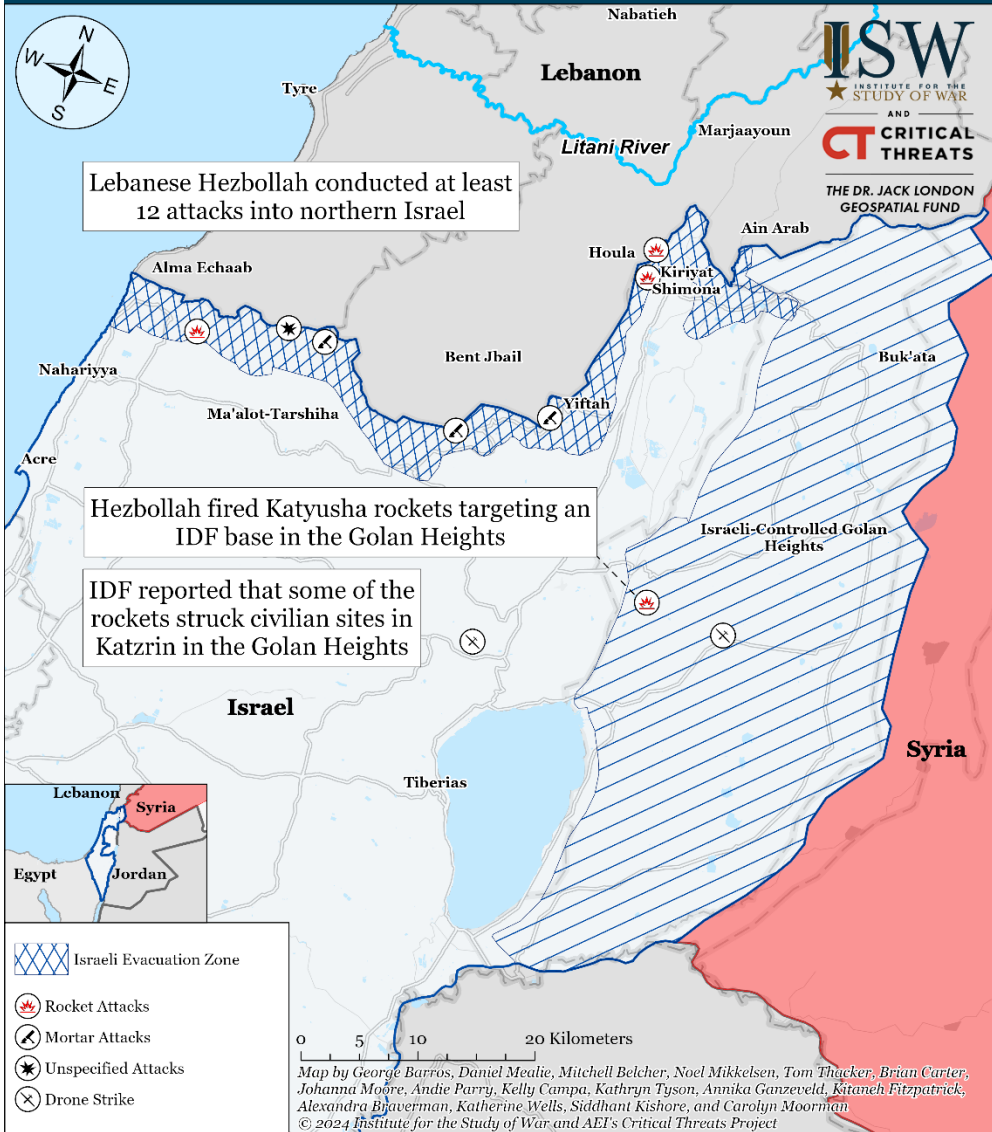 Nabatieh
N
W
E
S
Lebanon
ISW
INSTITUTE FOR THE
STUDY OF WAR
AND
CT CRITICAL
THREATS
THE DR. JACK LONDON
GEOSPATIAL FUND
Tyre
Marjaayoun
Litani River
Lebanese Hezbollah conducted at least
12 attacks into northern Israel
Ain Arab
Houla
Alma Echaab
Kiriyat
Shimona
Bent Jbail
Buk'ata
Nahariyya
Yiftah
Ma'alot-Tarshiha
Acre
Hezbollah fired Katyusha rockets targeting an
IDF base in the Golan Heights
Israeli-Controlled Golan
Heights
IDF reported that some of the
rockets struck civilian sites in
Katzrin in the Golan Heights
Israel
Syria
Tiberias
Lebanon
Syria
Egypt
Jordan
Israeli Evacuation Zone
Rocket Attacks
Mortar Attacks
Unspecified Attacks
Drone Strike
0 5 10 20 Kilometers
Map by George Barros, Daniel Mealie, Mitchell Belcher, Noel Mikkelsen, Tom Thacker, Brian Carter,
Johanna Moore, Andie Parry, Kelly Campa, Kathryn Tyson, Annika Ganzeveld, Kitaneh Fitzpatrick,
Alexandra Braverman, Katherine Wells, Siddhant Kishore, and Carolyn Moorman
© 2024 Institute for the Study of War and AEI's Critical Threats Project